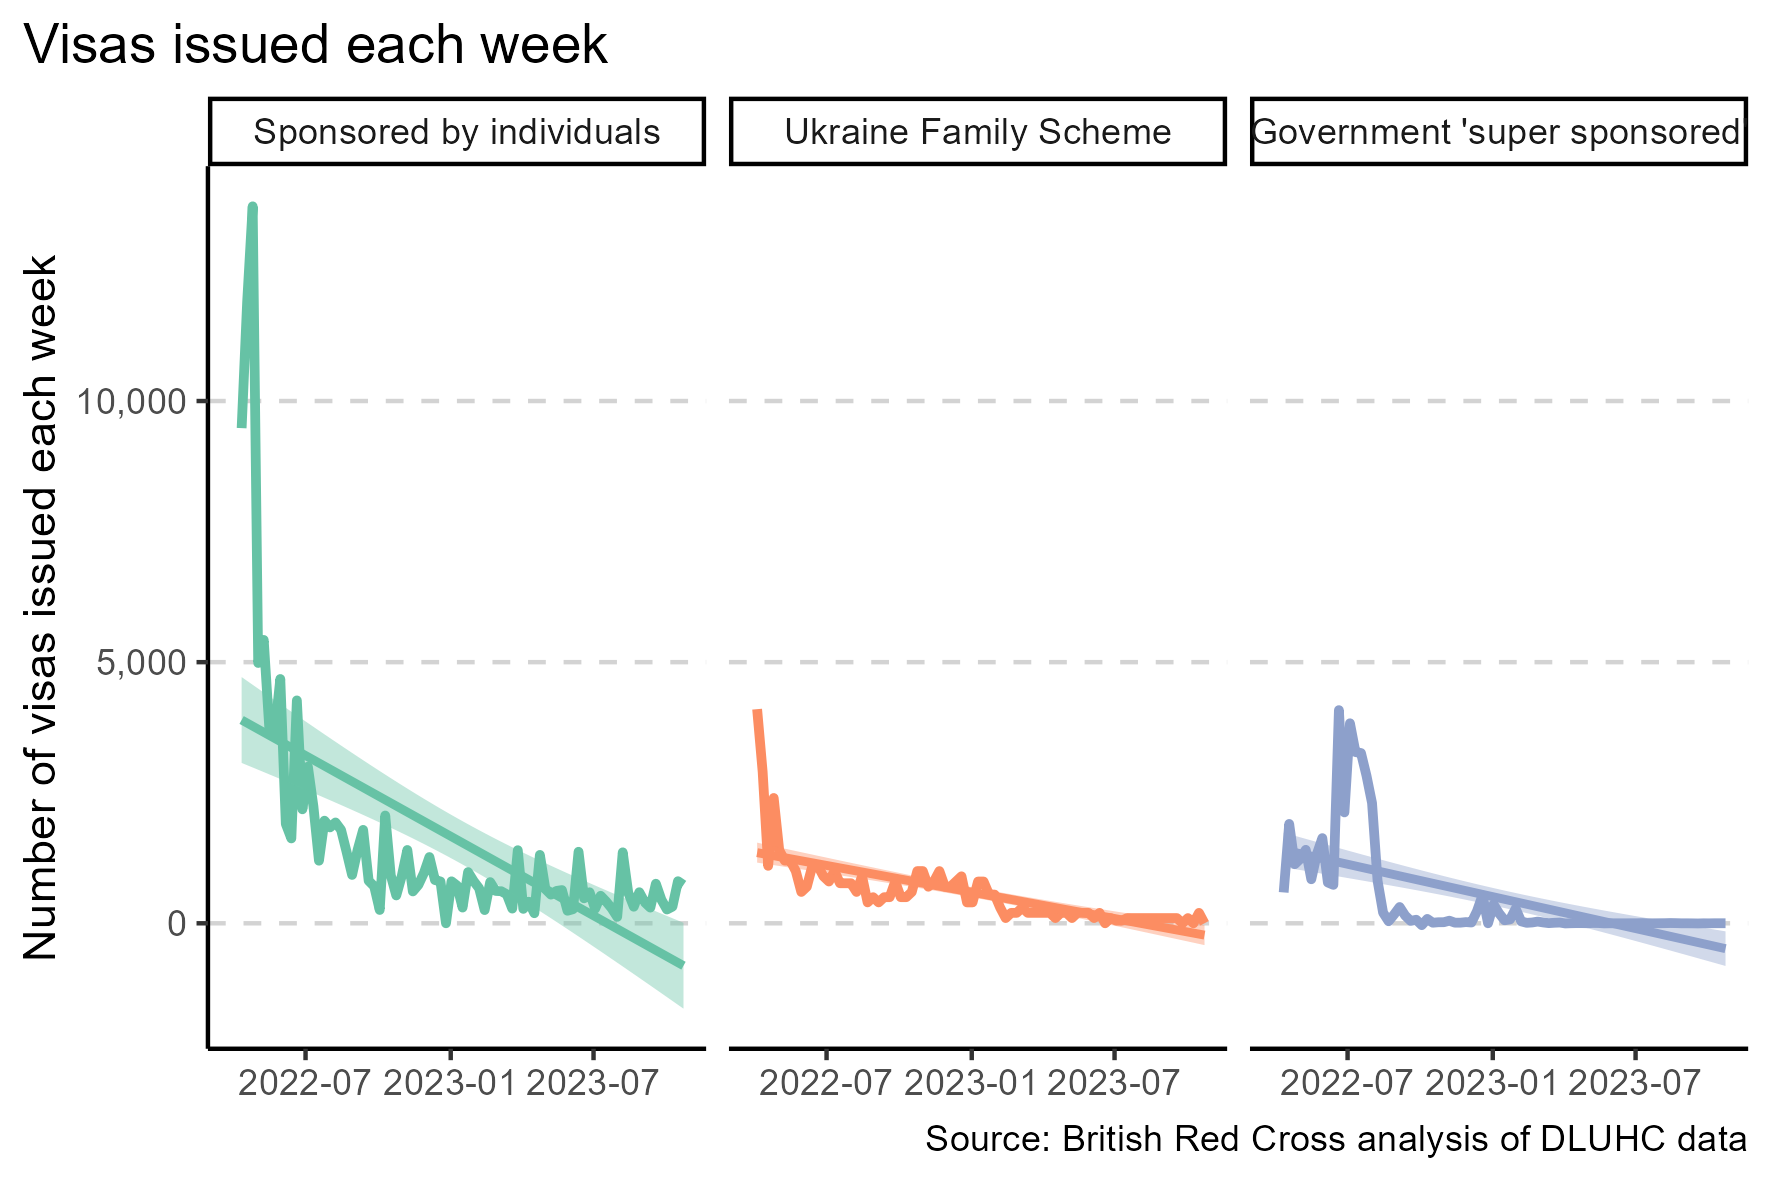 Visas issued each week
Sponsored by individuals
Ukraine Family Scheme
Government 'super sponsored'
Number of visas issued each week
10,000
5,000
0
2022-07 2023-01 2023-07
2022-07 2023-01 2023-07
2022-07 2023-01 2023-07
Source: British Red Cross analysis of DLUHC data